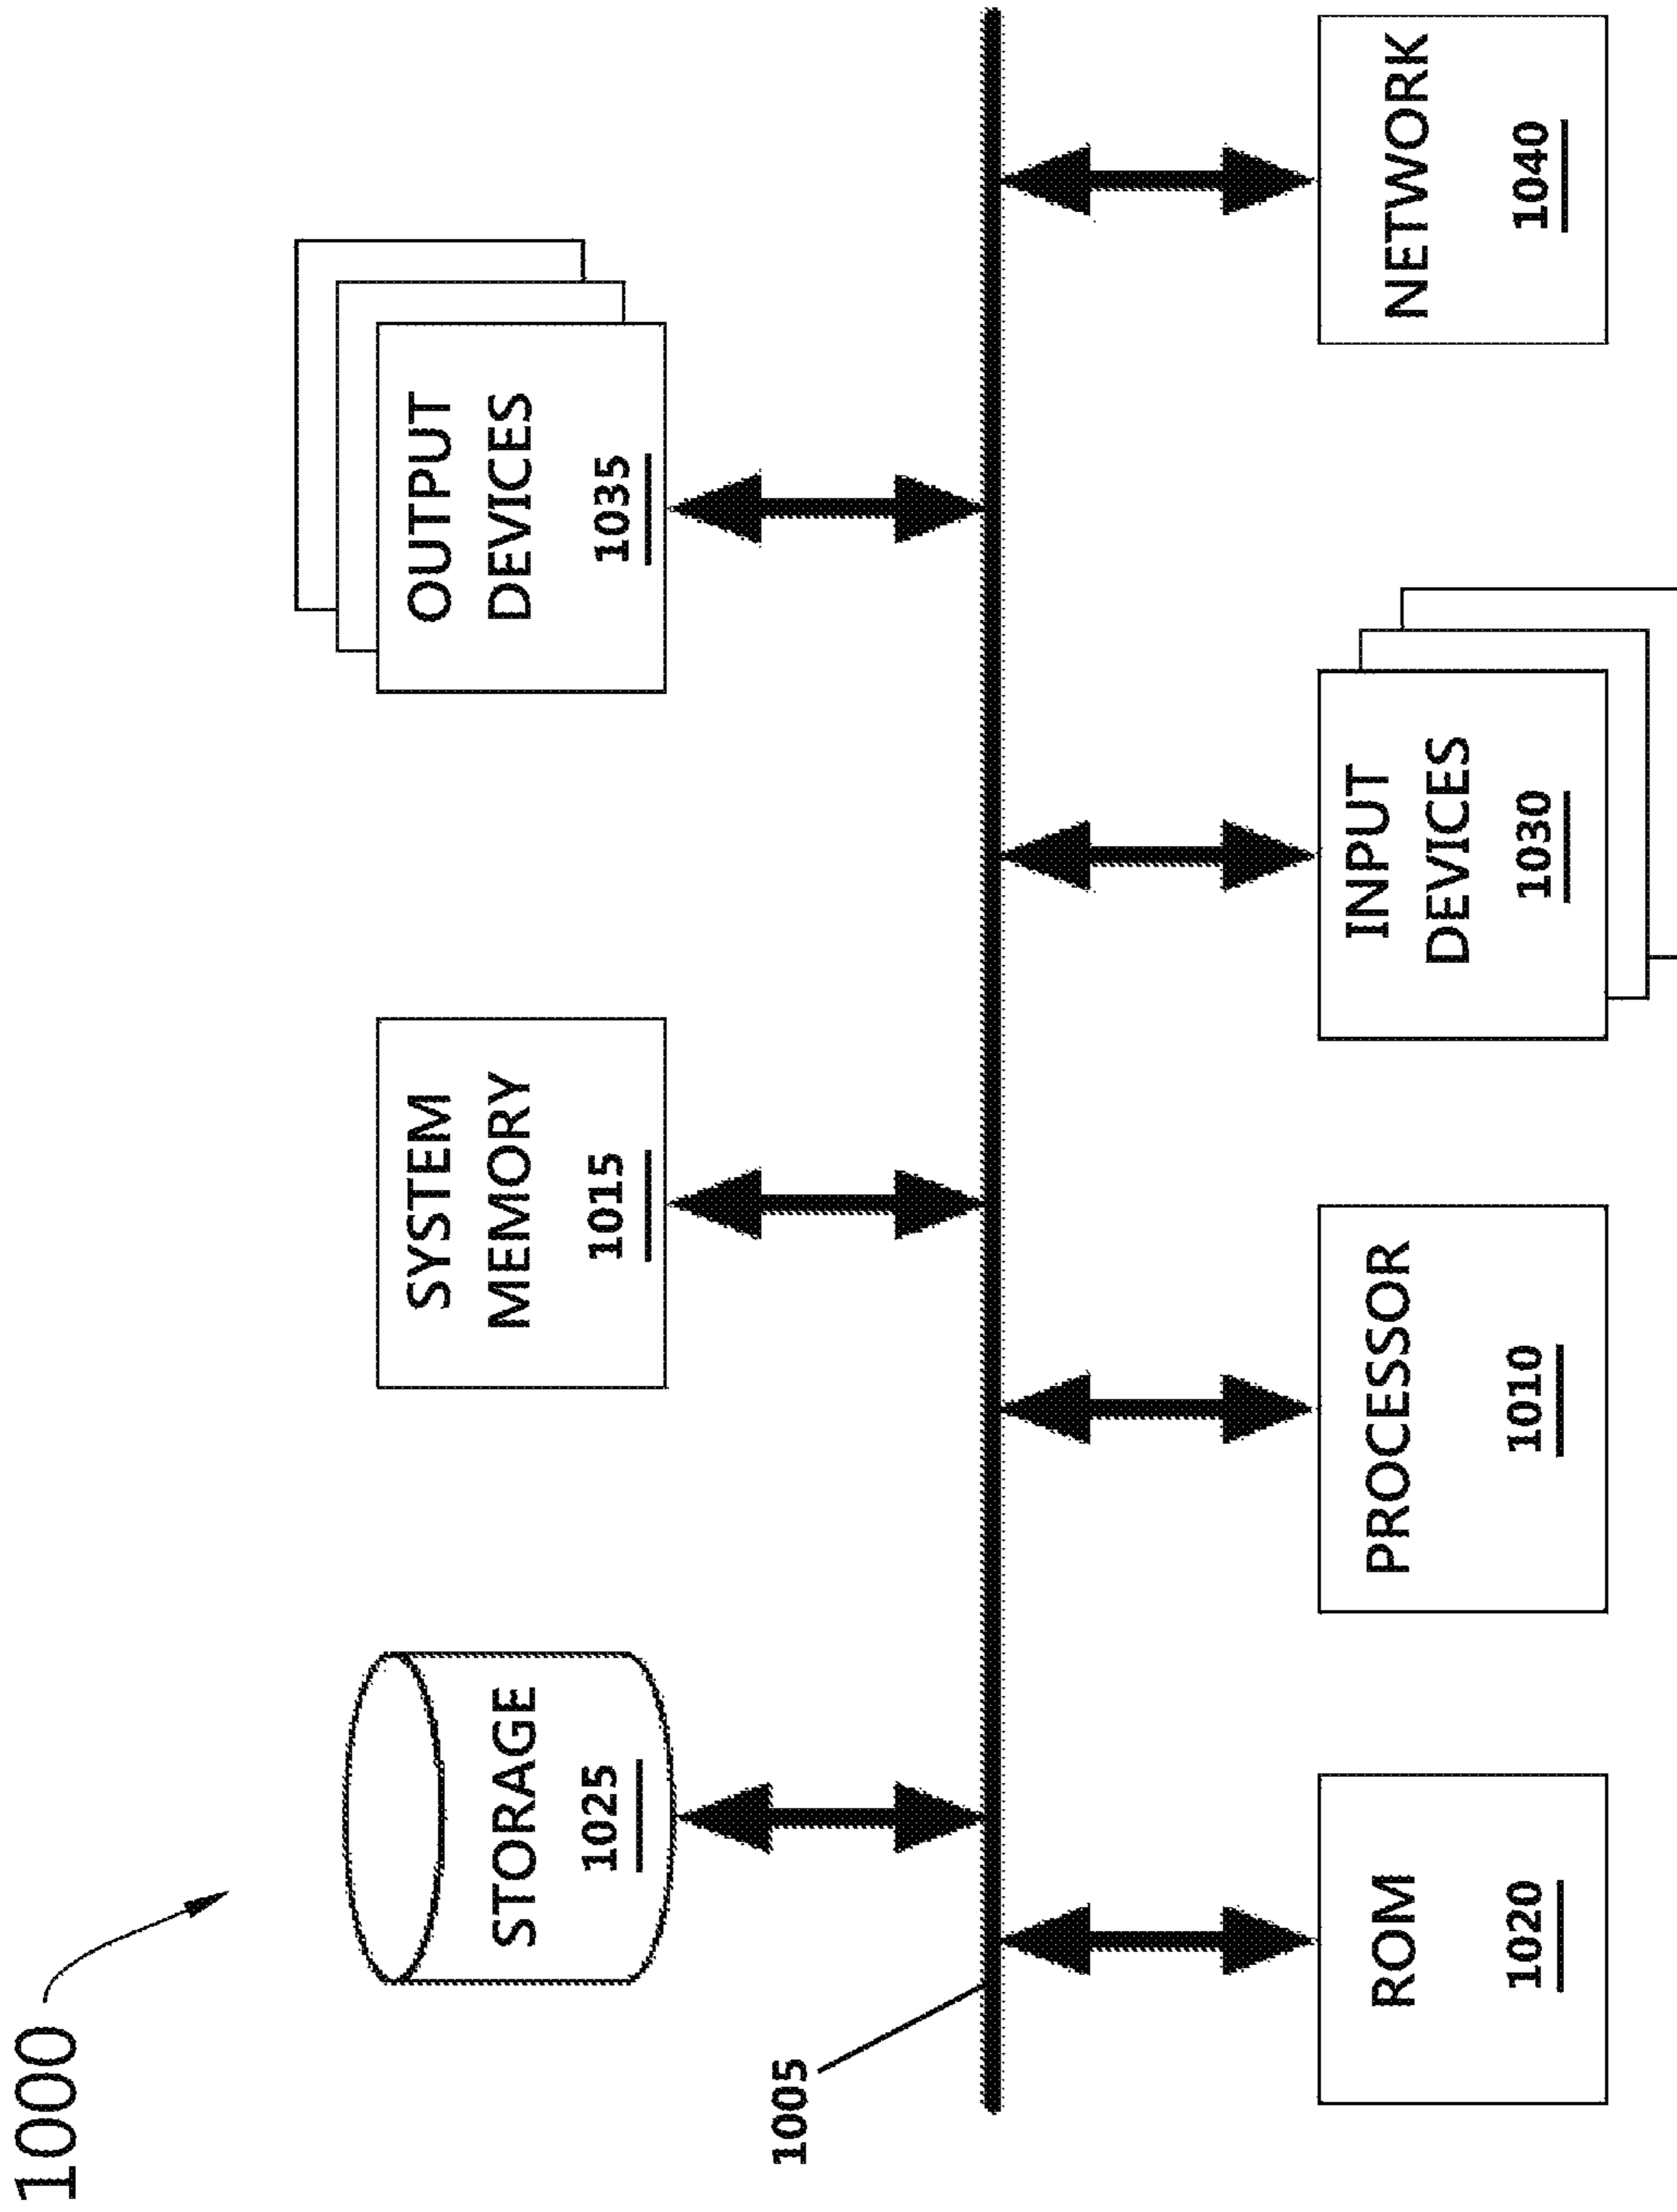 1000
STORAGE
1025
SYSTEM
MEMORY
1015
OUTPUT
DEVICES
1035
1005
ROM
1020
PROCESSOR
1010
INPUT
DEVICES
1030
NETWORK
1040